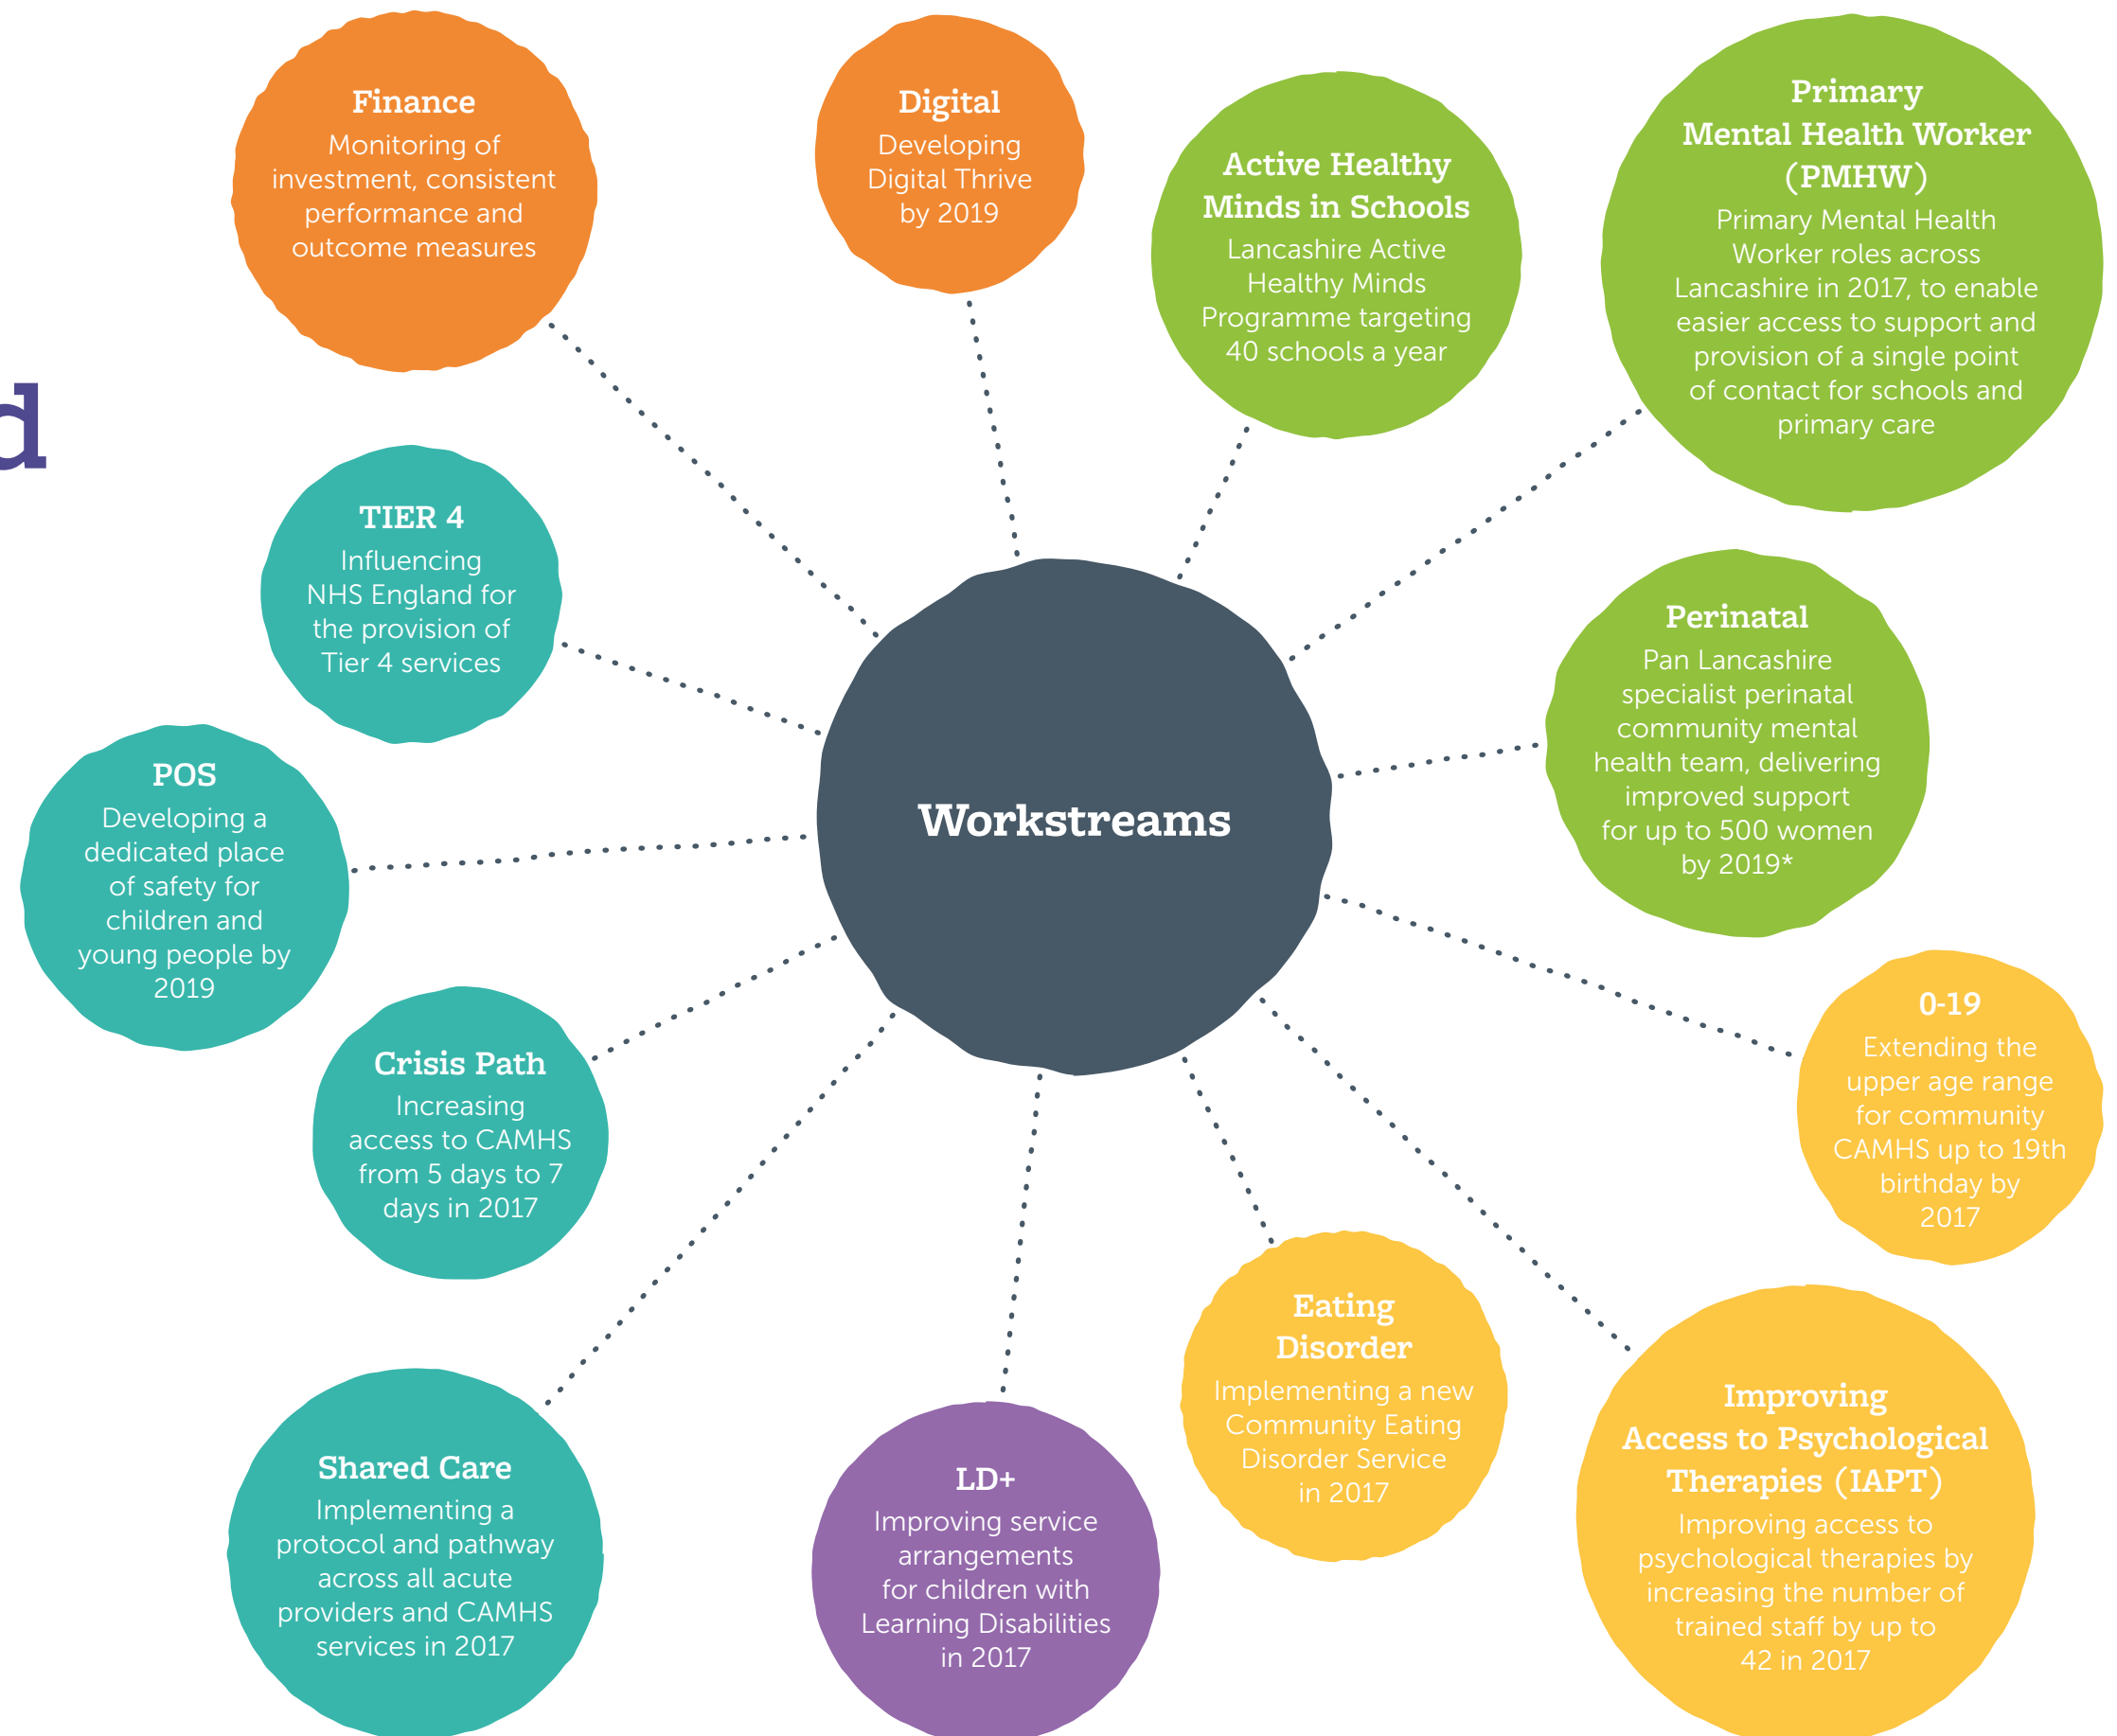 d
Finance
Monitoring of
investment, consistent
performance and
outcome measures
Digital
Developing
Digital Thrive
by 2019
Active Healthy
Minds in Schools
Lancashire Active
Healthy Minds
Programme targeting
40 schools a year
Primary
Mental Health Worker
(PMHW)
Primary Mental Health
Worker roles across
Lancashire in 2017, to enable
easier access to support and
provision of a single point
of contact for schools and
primary care
TIER 4
Influencing
NHS England for
the provision of
Tier 4 services
Perinatal
Pan Lancashire
specialist perinatal
community mental
health team, delivering
improved support
for up to 500 women
by 2019*
POS
Developing a
dedicated place
of safety for
children and
young people by
2019
Workstreams
Crisis Path
Increasing
access to CAMHS
from 5 days to 7
days in 2017
0-19
Extending the
upper age range
for community
CAMHS up to 19th
birthday by
2017
Shared Care
Implementing a
protocol and pathway
across all acute
providers and CAMHS
services in 2017
LD+
Improving service
arrangements
for children with
Learning Disabilities
in 2017
Eating
Disorder
Implementing a new
Community Eating
Disorder Service
in 2017
Improving
Access to Psychological
Therapies (IAPT)
Improving access to
psychological therapies by
increasing the number of
trained staff by up to
42 in 2017